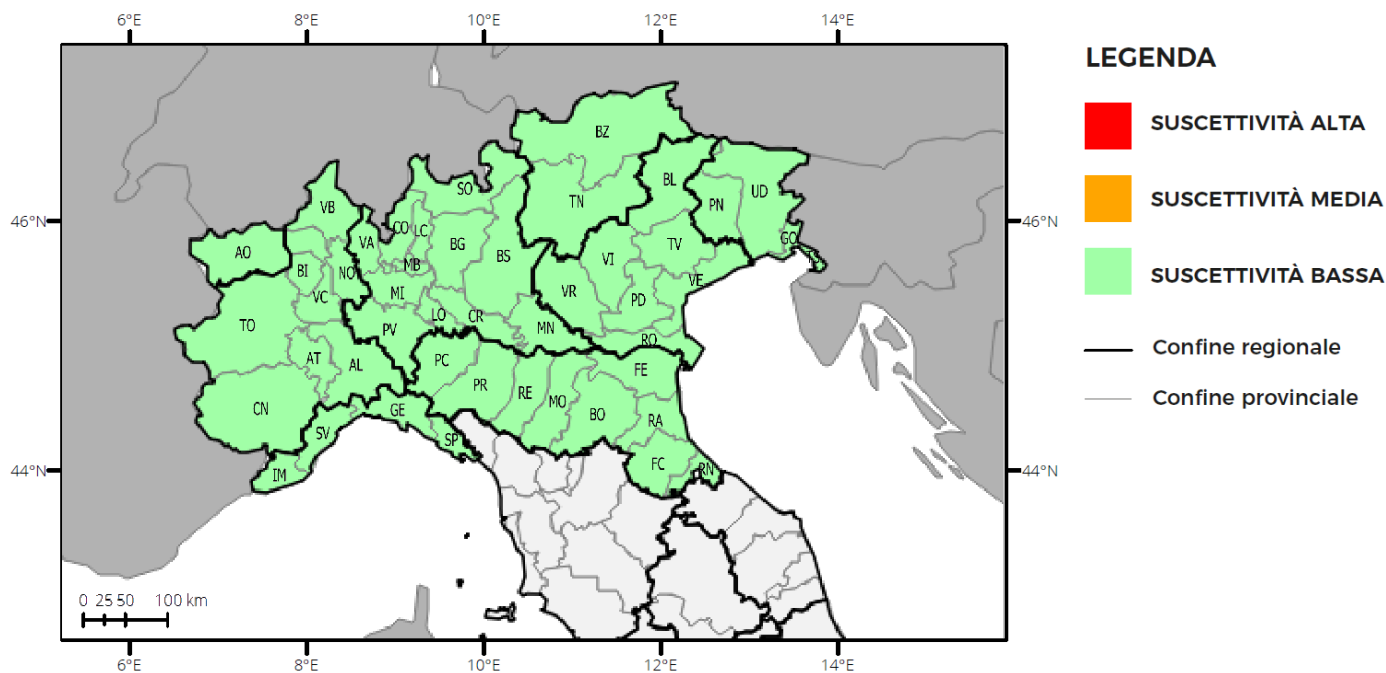 6°E 8°E 10°E 12°E 14°E
LEGENDA
SUSCETTIVITÀ ALTA
SUSCETTIVITÀ MEDIA
SUSCETTIVITÀ BASSA
Confine regionale
Confine provinciale
BZ
SO
BL
UD
TN
PN
VB
46°N
46°N
CO
LC
VA
BG
TV
GO
AO
BS
VI
MB
BI
NO
VE
VR
MI
VC
PD
LO
CR
TO
PV
MN
RO
AT
AL
PC
FE
PR
RE
MO
CN
GE
BO
RA
SV
SP
44°N
IM
FC
RN
44°N
0 25 50 100 km
6°E 8°E 10°E 12°E 14°E